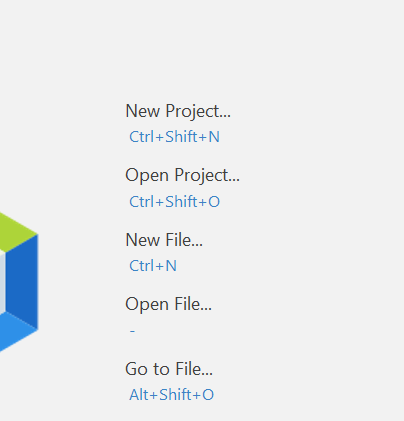 New Project...
Ctrl+Shift+N
Open Project...
Ctrl+Shift+O
New File...
Ctrl+N
Open File...
-
Go to File...
Alt+Shift+O